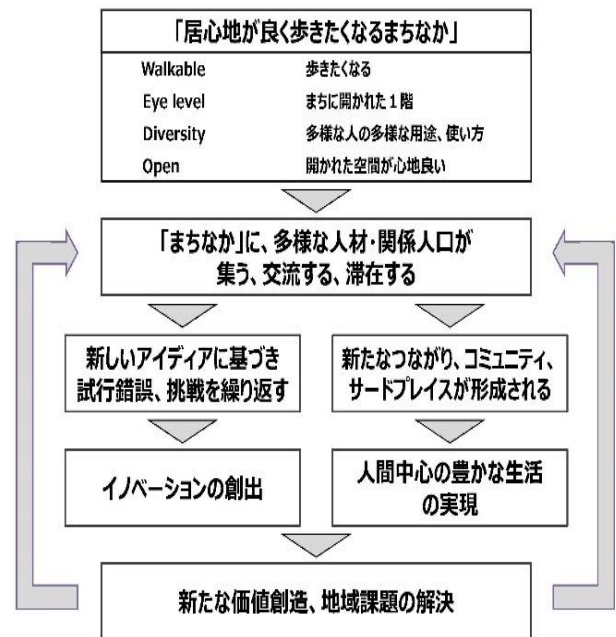 「居心地が良く歩きたくなるまちなか」
Walkable 歩きたくなる
Eye level まちに開かれた1階
Diversity 多様な人の多様な用途、使い方
Open 開かれた空間が心地良い
「まちなか」に、多様な人材・関係人口が
集う、交流する、滞在する
新しいアイディアに基づき
試行錯誤、挑戦を繰り返す
新たなつながり、コミュニティ、
サードプレイスが形成される
イノベーションの創出
人間中心の豊かな生活
の実現
新たな価値創造、地域課題の解決